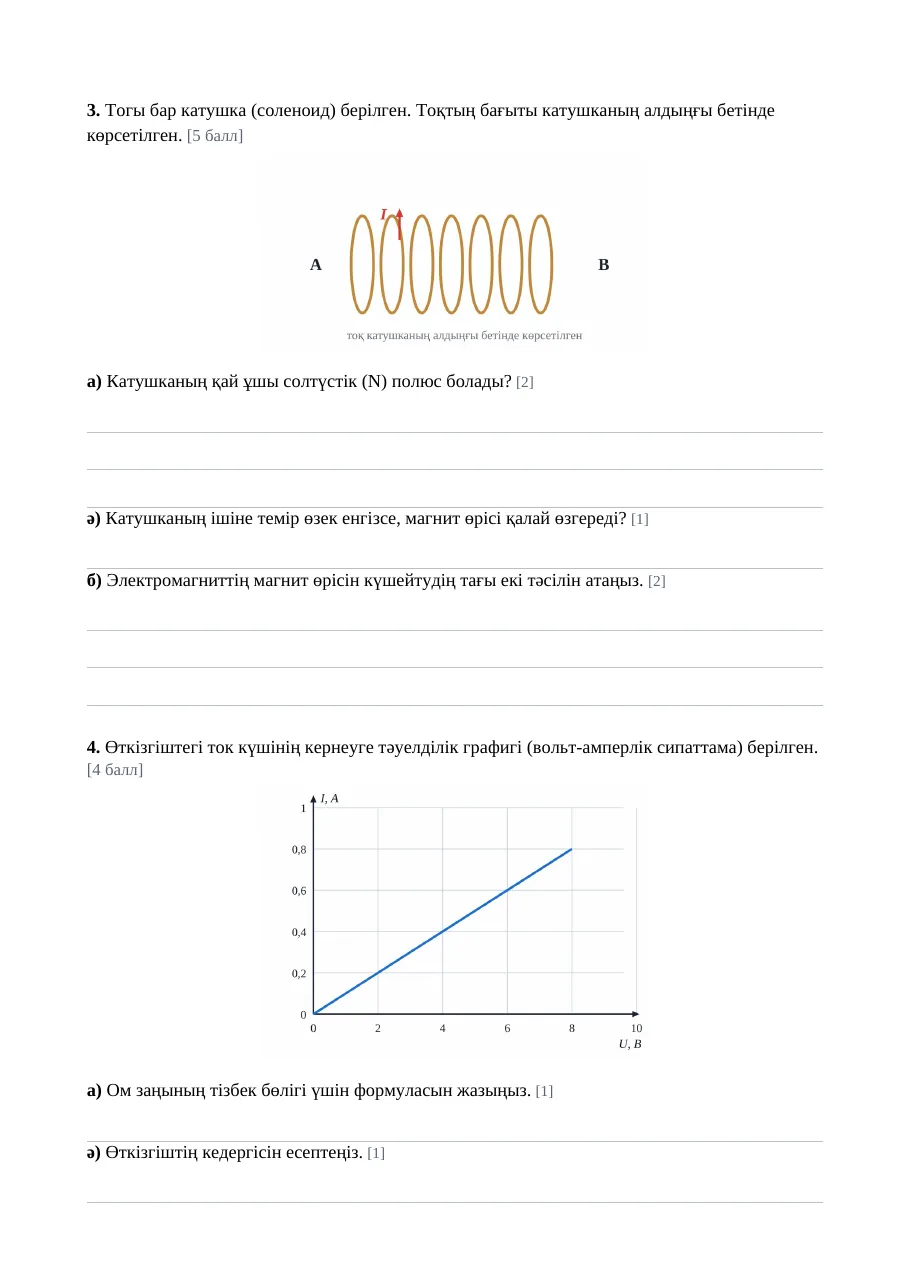 3. Тогы бар катушка (соленоид) берілген. Тоқтың бағыты катушканың алдыңғы бетінде
көрсетілген. [5 балл]
I
A
B
тоқ катушканың алдыңғы бетінде көрсетілген
а) Катушканың қай ұшы солтүстік (N) полюс болады? [2]
ә) Катушканың ішіне темір өзек енгізсе, магнит өрісі қалай өзгереді? [1]
б) Электромагниттің магнит өрісін күшейтудің тағы екі тәсілін атаңыз. [2]
4. Өткізгіштегі ток күшінің кернеуге тәуелділік графигі (вольт-амперлік сипаттама) берілген.
[4 балл]
I, А
1
0,8
0,6
0,4
0,2
0
0 2 4 6 8 10
U, В
а) Ом заңының тізбек бөлігі үшін формуласын жазыңыз. [1]
ә) Өткізгіштің кедергісін есептеңіз. [1]